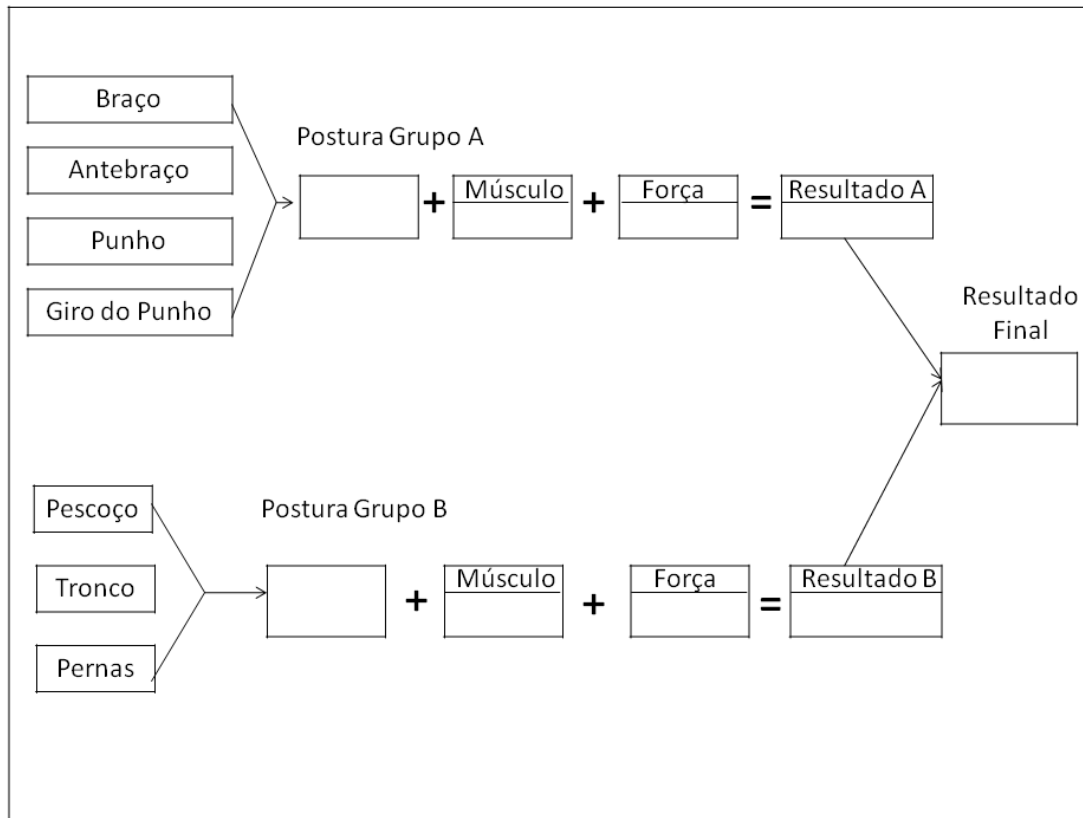 Braço
Antebraço
Punho
Giro do Punho
Postura Grupo A
+ Músculo + Força = Resultado A
Resultado
Final
Pescoço
Tronco
Pernas
Postura Grupo B
+ Músculo + Força = Resultado B